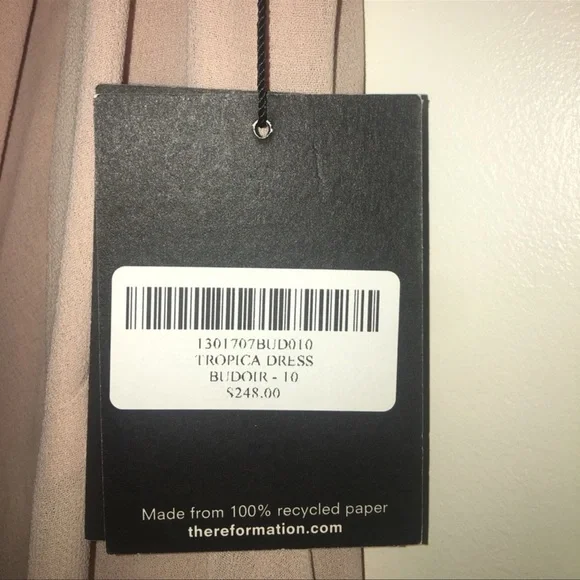 1301707BUD010
TROPICA DRESS
BUDOIR - 10
$248.00
Made from 100% recycled paper
thereformation.com